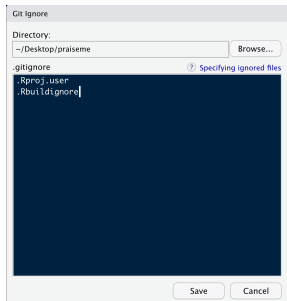 Git Ignore
Directory:
~/Desktop/praiseme
Browse...
.gitignore
? Specifying ignored files
.Rproj.user
.Rbuildignore
Save
Cancel